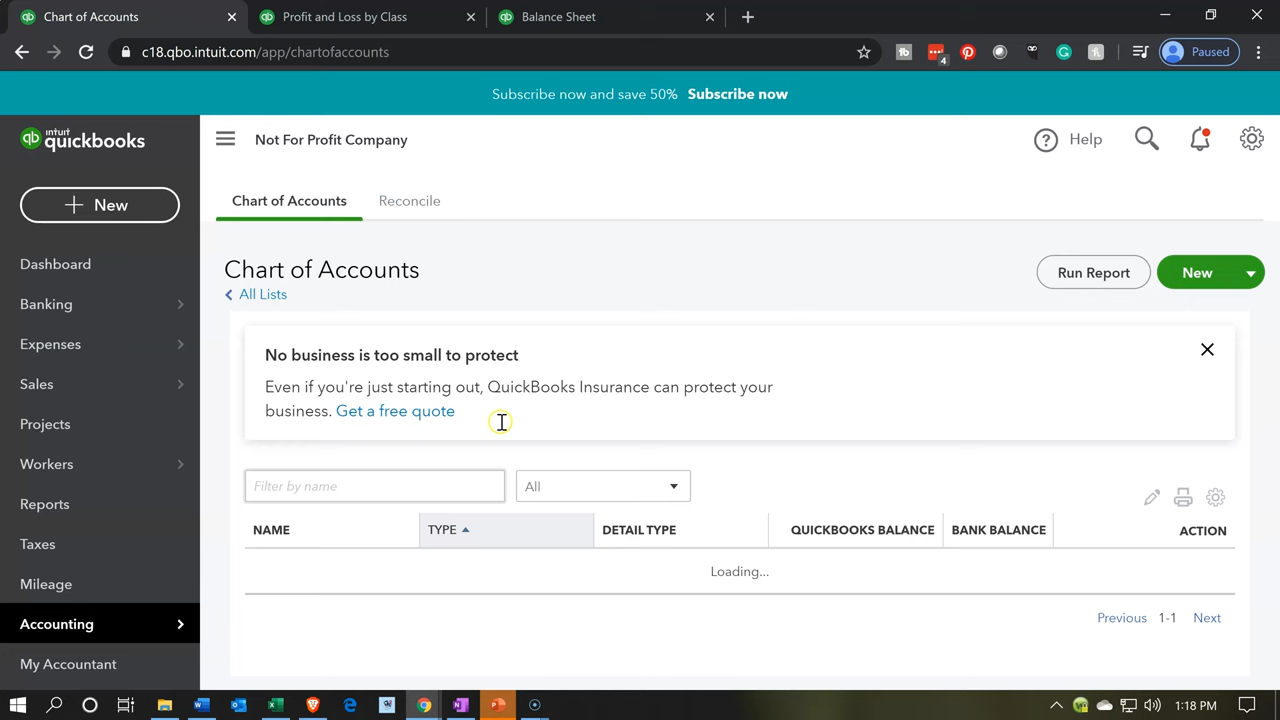 Chart of Accounts
Profit and Loss by Class
Balance Sheet
c18.qbo.intuit.com/app/chartofaccounts
4
Paused
Subscribe now and save 50% Subscribe now
qb intuit quickbooks
Not For Profit Company
? Help
+ New
Chart of Accounts
Reconcile
Dashboard
Banking
Expenses
Sales
Projects
Workers
Reports
Taxes
Mileage
Accounting
My Accountant
Chart of Accounts
All Lists
Run Report
New
No business is too small to protect
Even if you're just starting out, QuickBooks Insurance can protect your
business. Get a free quote
Filter by name
All
NAME
TYPE
DETAIL TYPE
QUICKBOOKS BALANCE
BANK BALANCE
ACTION
Loading...
Previous 1-1 Next
1:18 PM